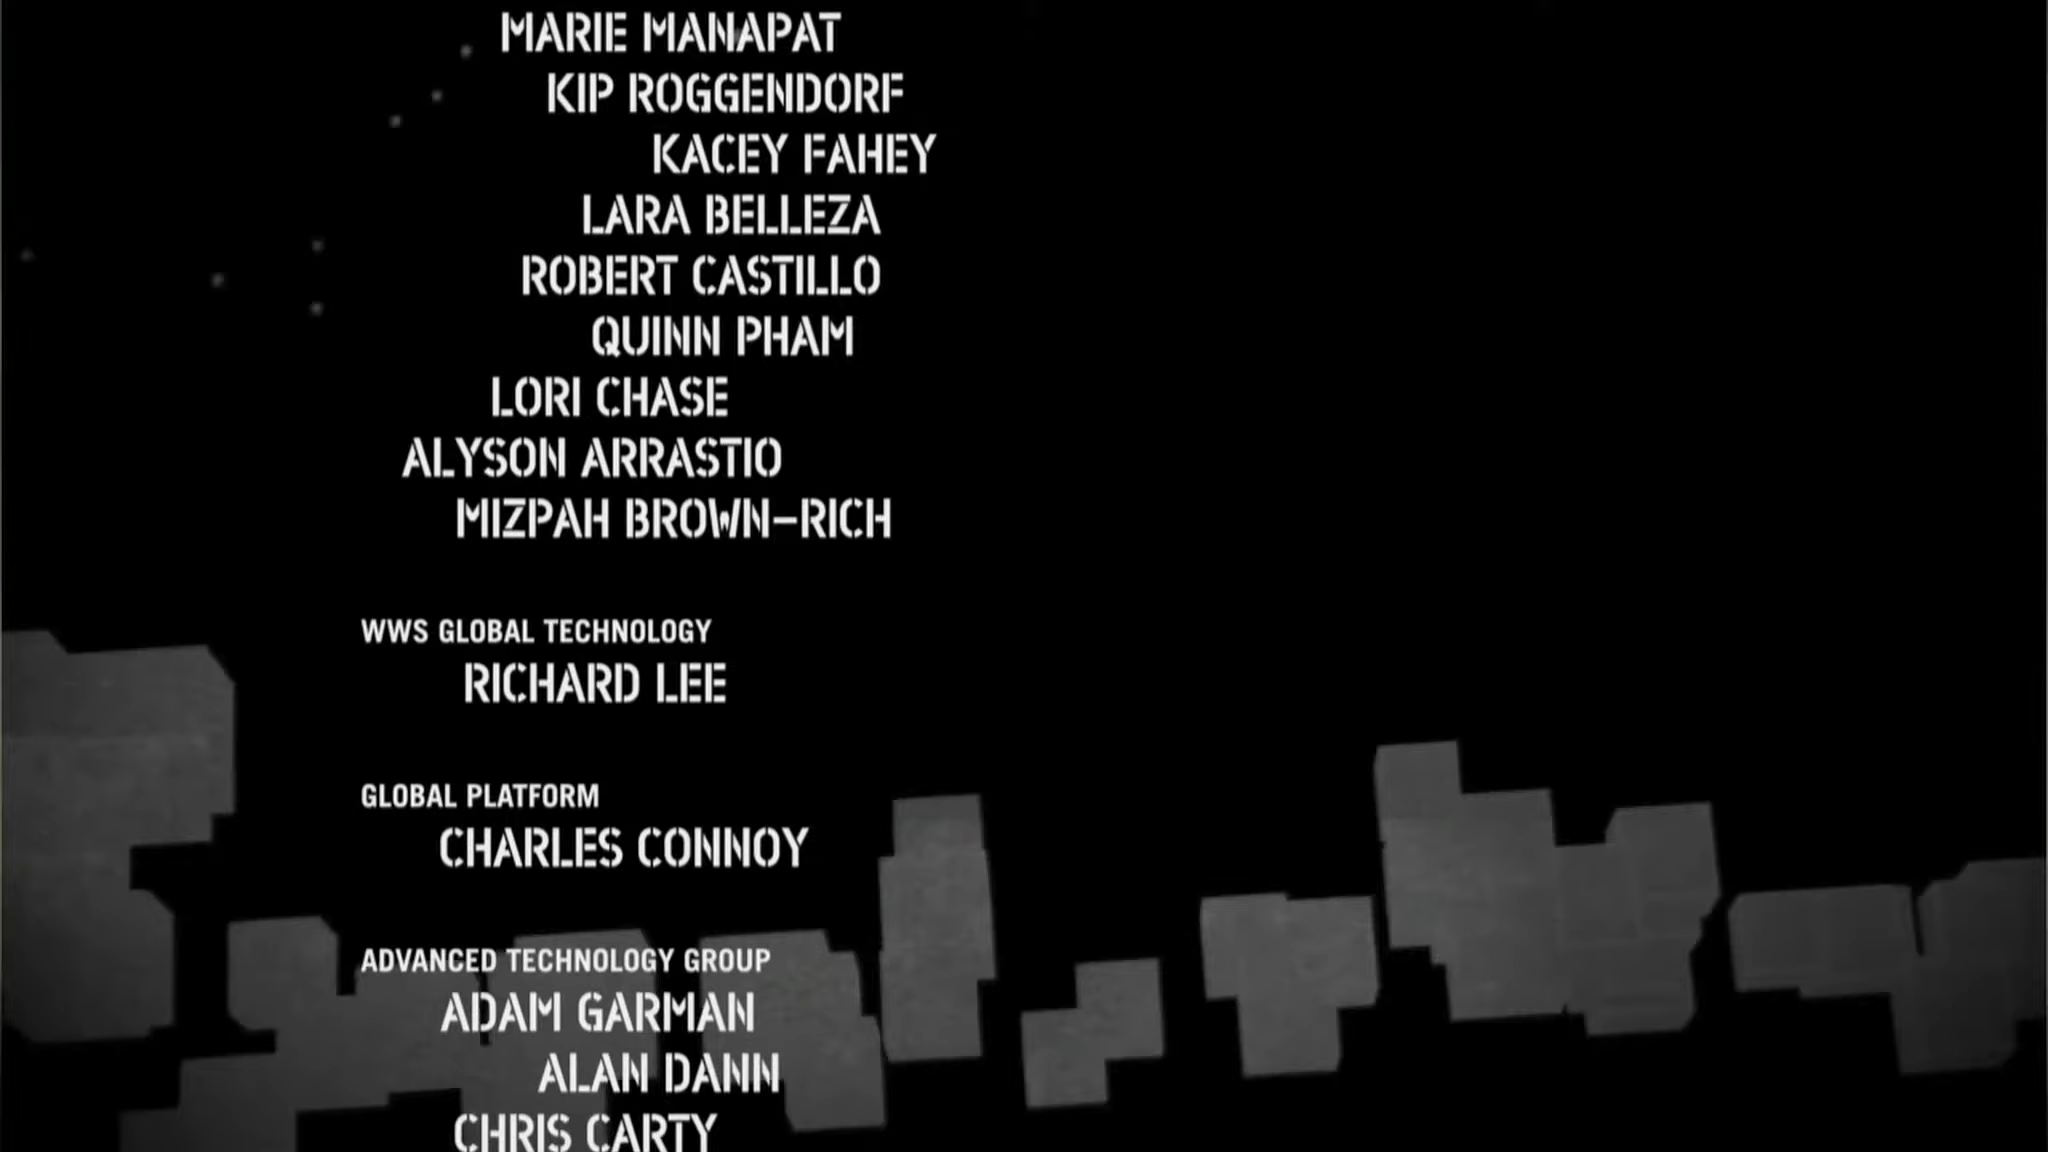 MARIE MANAPAT
KIP ROGGENDORF
KACEY FAHEY
LARA BELLEZA
ROBERT CASTILLO
QUINN PHAM
LORI CHASE
ALYSON ARRASTIO
MIZPAH BROWN-RICH
WWS GLOBAL TECHNOLOGY
RICHARD LEE
GLOBAL PLATFORM
CHARLES CONNOY
ADVANCED TECHNOLOGY GROUP
ADAM GARMAN
ALAN DANN
CHRIS CARTY